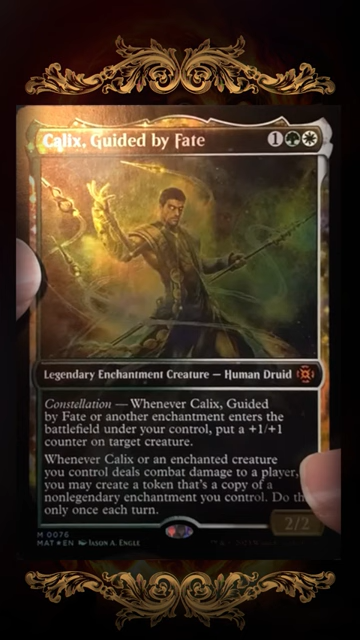 Calix, Guided by Fate 1
Legendary Enchantment Creature — Human Druid
Constellation — Whenever Calix, Guided
by Fate or another enchantment enters the
battlefield under your control, put a +1/+1
counter on target creature.
Whenever Calix or an enchanted creature
you control deals combat damage to a player,
you may create a token that's a copy of a
nonlegendary enchantment you control. Do
only once each turn.
2/2
M 0076
MAT EN Jason A. Engle